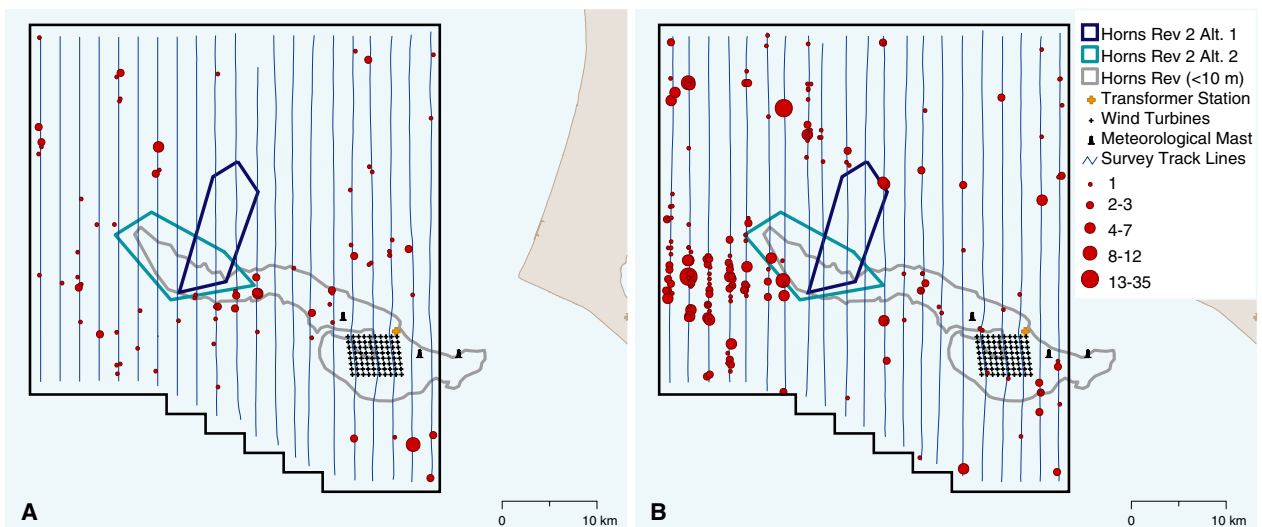 Horns Rev 2 Alt. 1
Horns Rev 2 Alt. 2
Horns Rev (<10 m)
Transformer Station
Wind Turbines
Meteorological Mast
Survey Track Lines
1
2-3
4-7
8-12
13-35
A
0 10 km
B
0 10 km